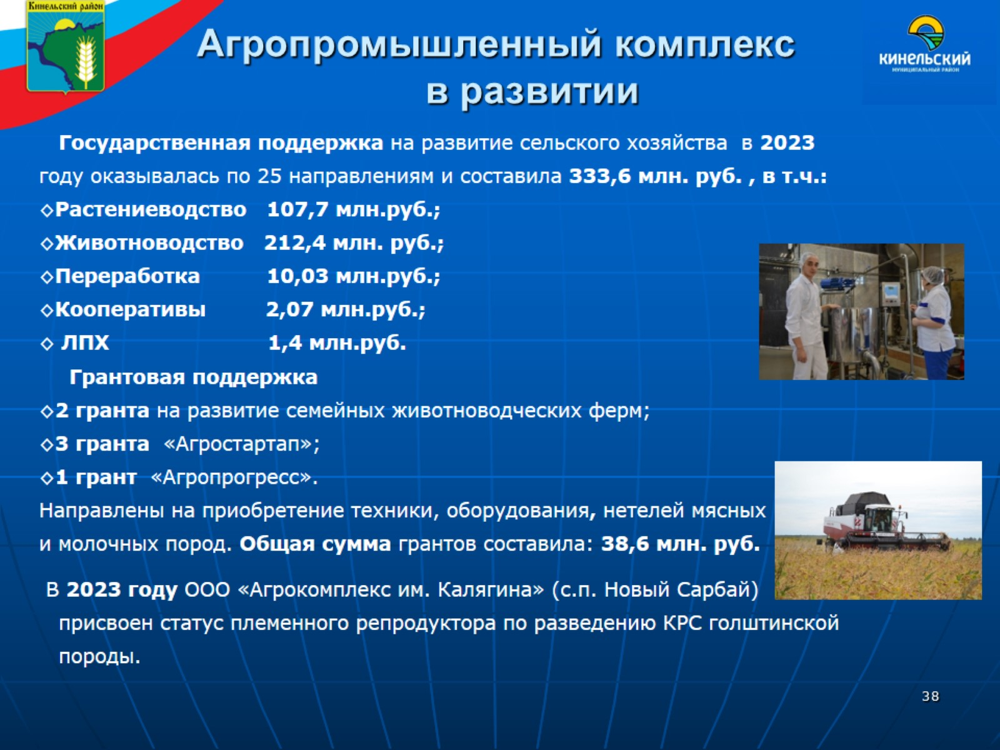 Кинельский район
Агропромышленный комплекс
в развитии
КИНЕЛЬСКИЙ
МУНИЦИПАЛЬНЫЙ РАЙОН
Государственная поддержка на развитие сельского хозяйства в 2023
году оказывалась по 25 направлениям и составила 333,6 млн. руб. , в т.ч.:
◊Растениеводство 107,7 млн.руб.;
◊Животноводство 212,4 млн. руб.;
◊Переработка 10,03 млн.руб.;
◊Кооперативы 2,07 млн.руб.;
◊ ЛПХ 1,4 млн.руб.
Грантовая поддержка
◊2 гранта на развитие семейных животноводческих ферм;
◊3 гранта «Агростартап»;
◊1 грант «Агропрогресс».
Направлены на приобретение техники, оборудования, нетелей мясных
и молочных пород. Общая сумма грантов составила: 38,6 млн. руб.
В 2023 году ООО «Агрокомплекс им. Калягина» (с.п. Новый Сарбай)
присвоен статус племенного репродуктора по разведению КРС голштинской
породы.
38